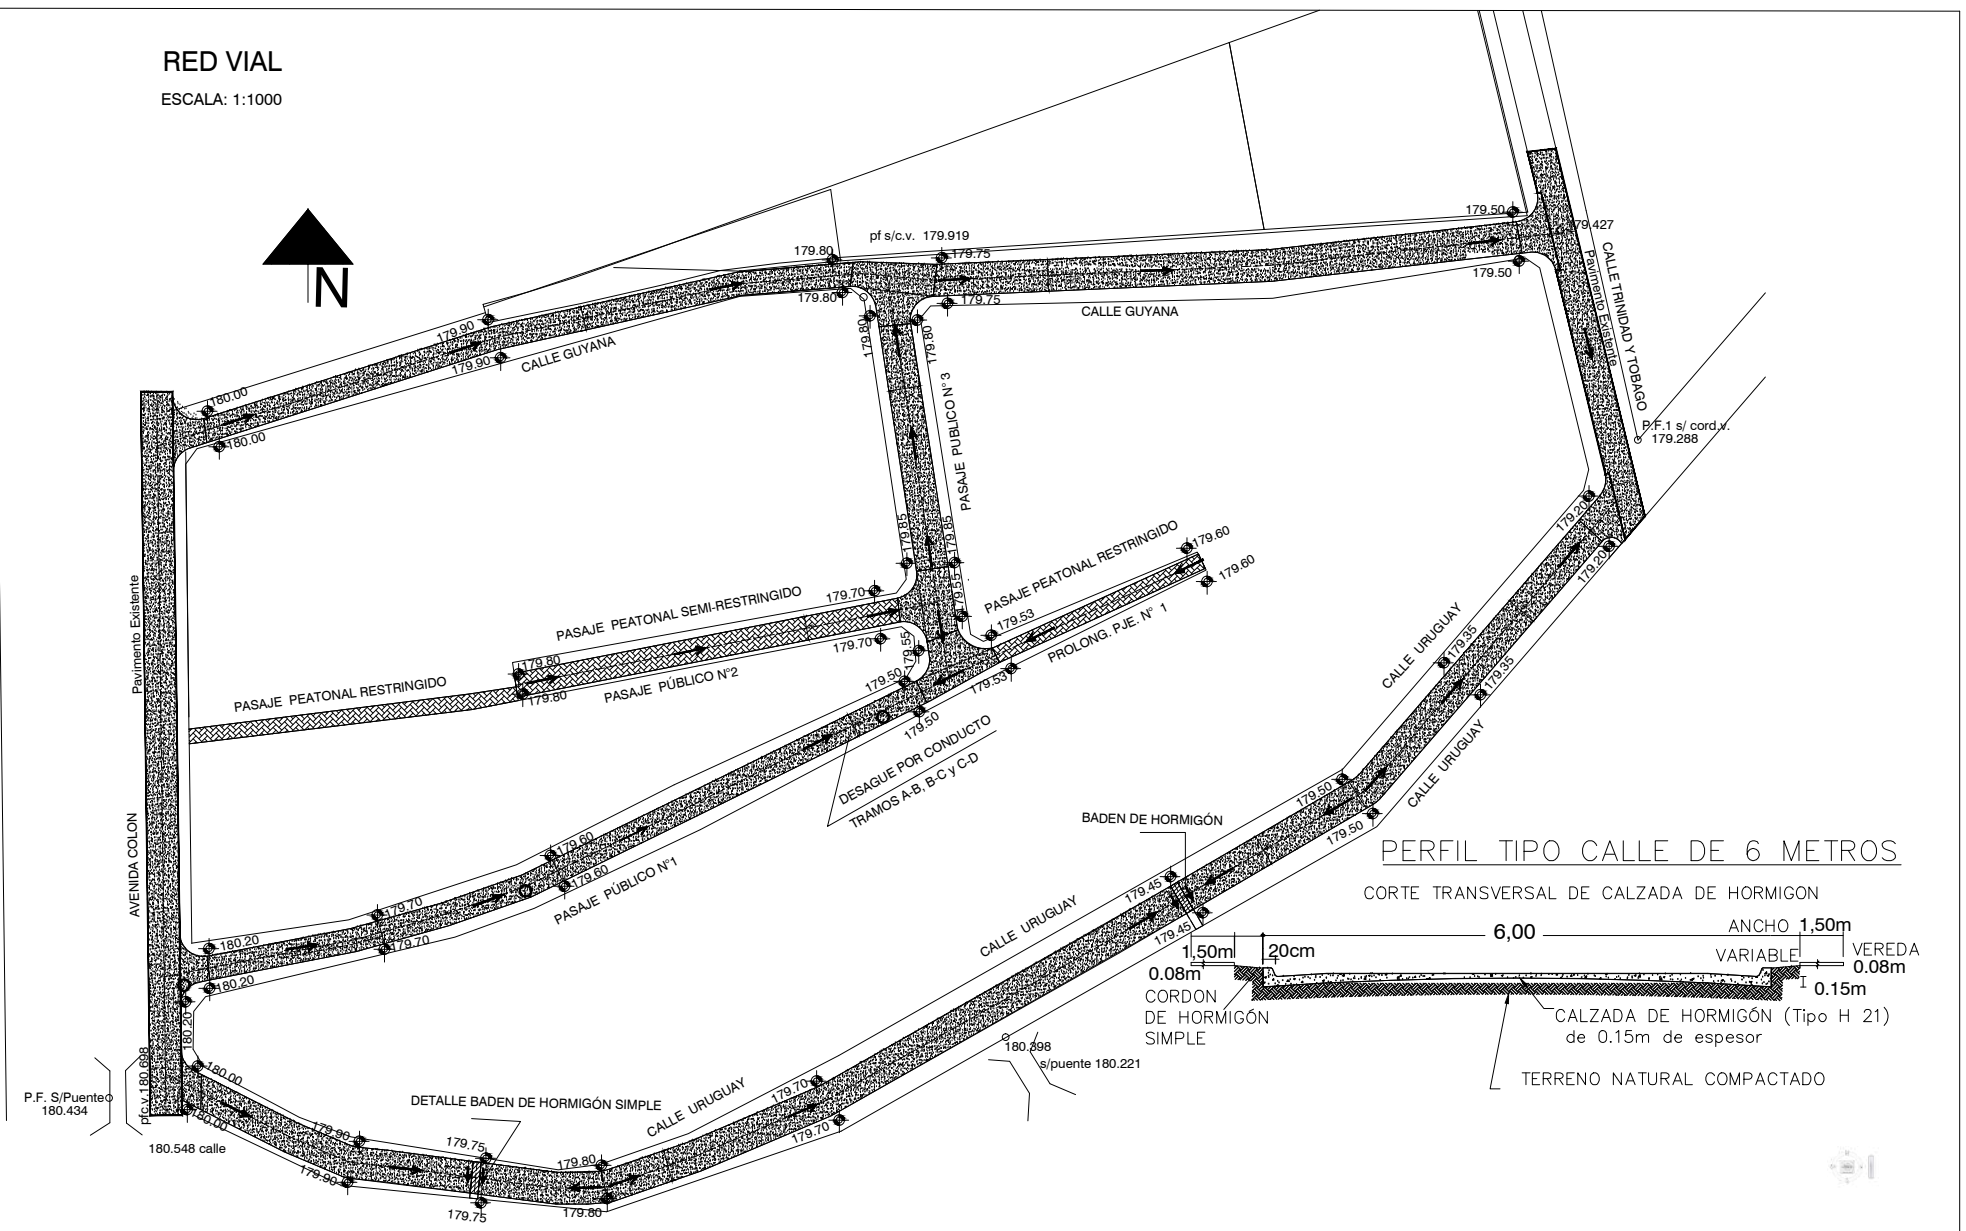 RED VIAL
ESCALA: 1:1000
N
179.50
179.427
pf s/c.v. 179.919
179.80
179.75
179.50
179.80
179.75
CALLE GUYANA
CALLE TRINIDAD Y TOBAGO
Pavimento Existente
179.90
179.90
CALLE GUYANA
179.80
179.80
180.00
180.00
PASAJE PUBLICO N°3
P.F.1 s/ cord.v.
179.288
179.85
179.85
179.20
179.20
PASAJE PEATONAL RESTRINGIDO
179.60
179.60
179.55
179.53
PROLONG. PJE. N° 1
179.53
Pavimento Existente
PASAJE PEATONAL SEMI-RESTRINGIDO
179.70
179.70
179.55
179.80
179.80
PASAJE PÚBLICO N°2
PASAJE PEATONAL RESTRINGIDO
179.50
179.50
DESAGUE POR CONDUCTO
TRAMOS A-B, B-C y C-D
CALLE URUGUAY
179.35
179.35
CALLE URUGUAY
179.50
179.50
BADEN DE HORMIGÓN
AVENIDA COLON
179.60
179.60
PASAJE PÚBLICO N°1
179.70
179.70
180.20
180.20
180.20
CALLE URUGUAY
179.45
179.45
PERFIL TIPO CALLE DE 6 METROS
CORTE TRANSVERSAL DE CALZADA DE HORMIGON
6,00
ANCHO 1,50m
VARIABLE
VEREDA
0.08m
1,50m
20cm
0.08m
0.15m
CORDON
DE HORMIGÓN
SIMPLE
CALZADA DE HORMIGÓN (Tipo H 21)
de 0.15m de espesor
TERRENO NATURAL COMPACTADO
180.398
s/puente 180.221
P.F. S/Puente
180.434
pfc.v.180.698
180.548 calle
180.00
180.00
179.90
179.90
DETALLE BADEN DE HORMIGÓN SIMPLE
179.75
179.75
CALLE URUGUAY
179.80
179.80
179.70
179.70